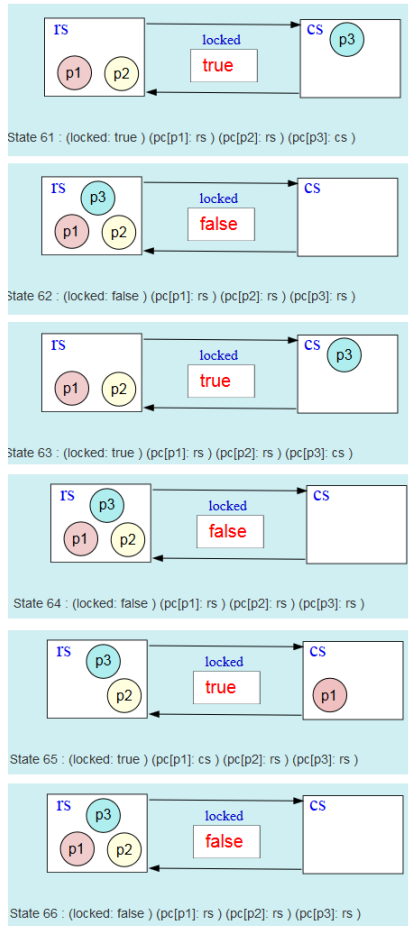 rs
cs
locked
p3
true
p1
p2
State 61 : (locked: true ) (pc[p1]: rs ) (pc[p2]: rs ) (pc[p3]: cs )
rs
cs
p3
locked
false
p1
p2
State 62 : (locked: false ) (pc[p1]: rs ) (pc[p2]: rs ) (pc[p3]: rs )
rs
cs
locked
p3
true
p1
p2
State 63 : (locked: true ) (pc[p1]: rs ) (pc[p2]: rs ) (pc[p3]: cs )
rs
cs
p3
locked
false
p1
p2
State 64 : (locked: false ) (pc[p1]: rs ) (pc[p2]: rs ) (pc[p3]: rs )
rs
cs
p3
locked
true
p2
p1
State 65 : (locked: true ) (pc[p1]: cs ) (pc[p2]: rs ) (pc[p3]: rs )
rs
cs
p3
locked
false
p1
p2
State 66 : (locked: false ) (pc[p1]: rs ) (pc[p2]: rs ) (pc[p3]: rs )